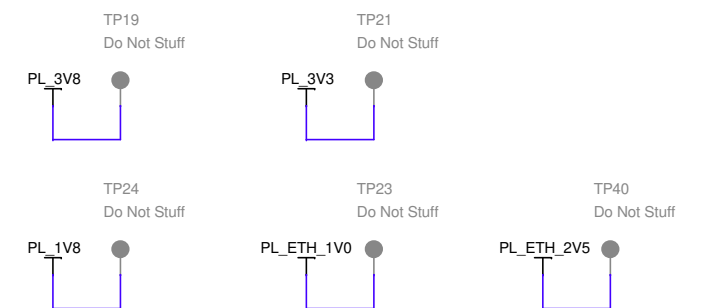 TP19
TP21
Do Not Stuff
Do Not Stuff
PL_3V8
PL_3V3
TP24
TP23
TP40
Do Not Stuff
Do Not Stuff
Do Not Stuff
PL_1V8
PL_ETH_1V0
PL_ETH_2V5